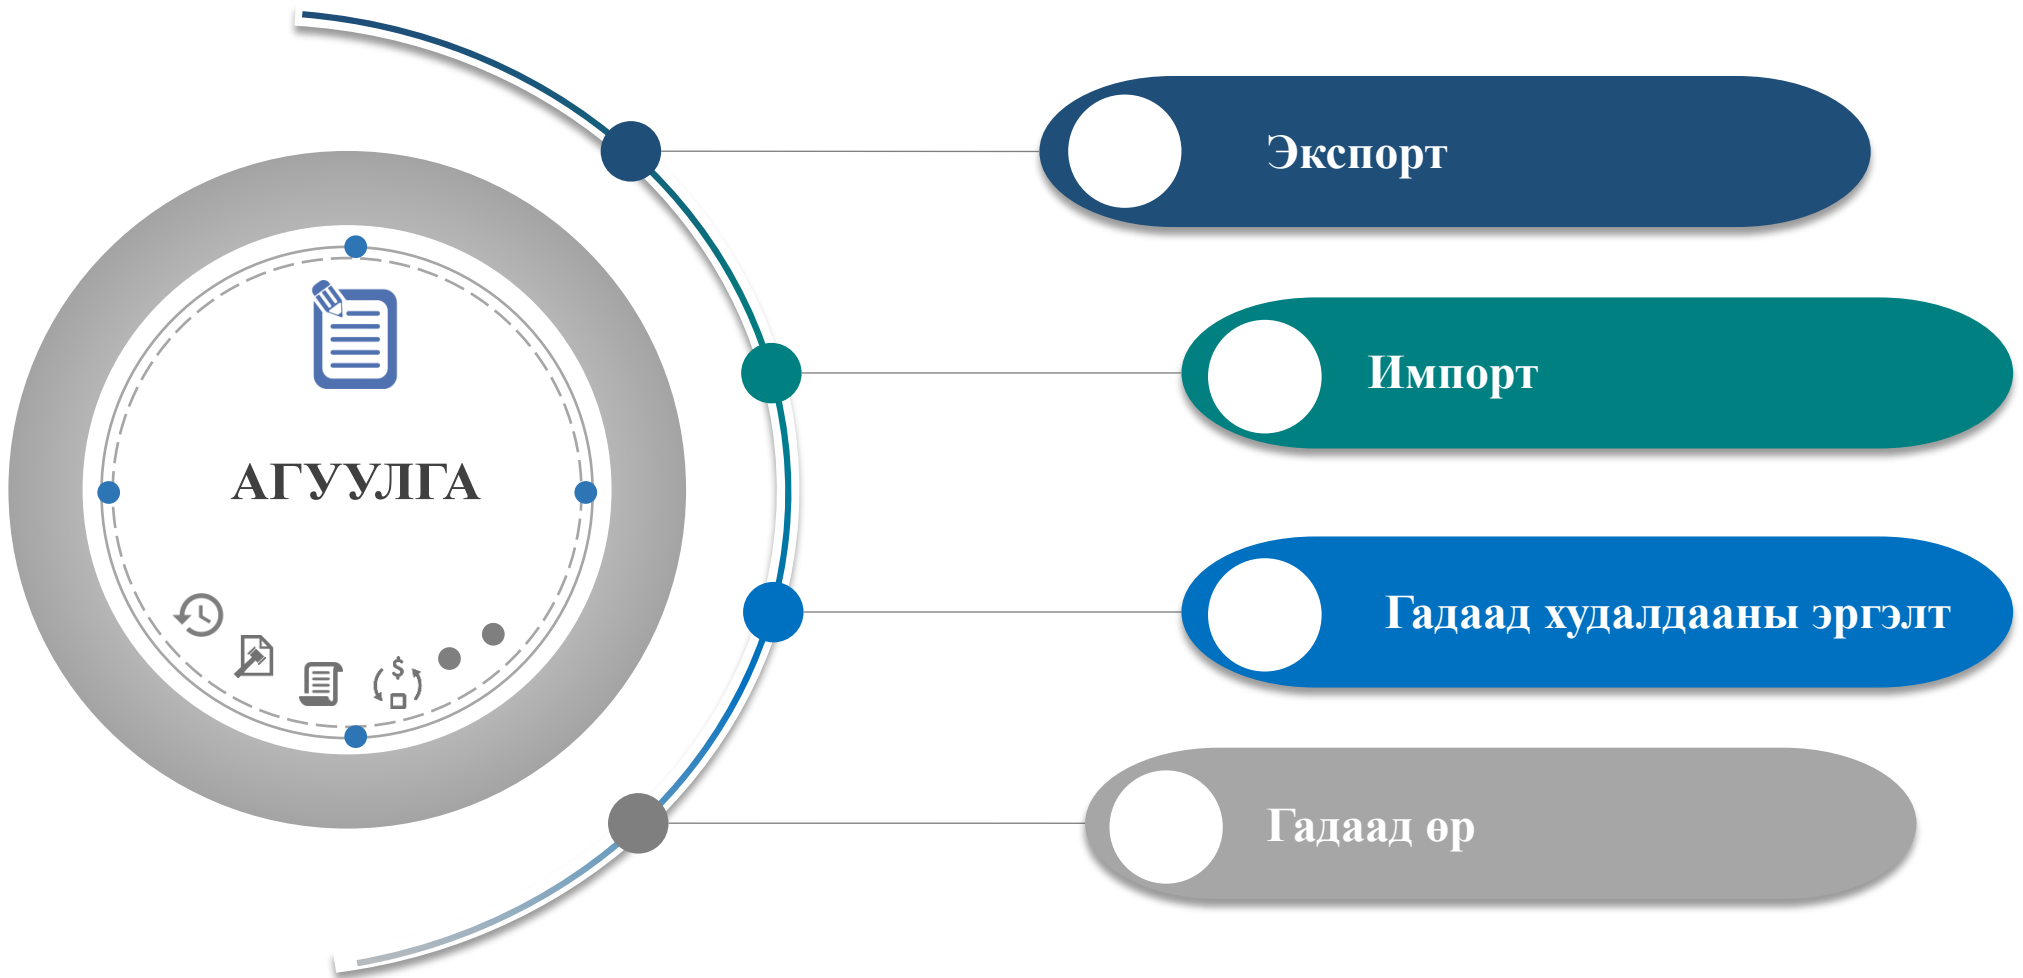 АГУУЛГА
Экспорт
Импорт
Гадаад худалдааны эргэлт
Гадаад өр